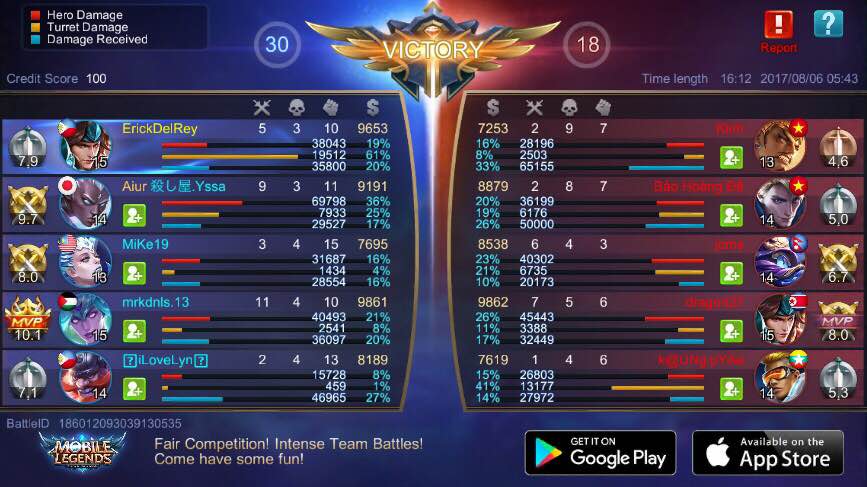 Hero Damage
Turret Damage
Damage Received
30
VICTORY
18
Report
?
Credit Score 100
Time length 16:12 2017/08/06 05:43
ErickDelRey 5 3 10 9653
38043 19%
19512 61%
35800 20%
7,9
15
Aiur 殺し屋.Yssa 9 3 11 9191
69798 36%
7933 25%
29527 17%
9.7
14
MiKe19 3 4 15 7695
31687 16%
1434 4%
28554 16%
8.0
13
mrkdnls.13 11 4 10 9861
40493 21%
2541 8%
36097 20%
MVP
10.1
14
iLoveLyn 2 4 13 8189
15728 8%
459 1%
46965 27%
7,1
14
$
7253 2 9 7
16% 28196
8% 2503
33% 65155
13
4,6
8879 2 8 7 Bảo Hoàng Đế
20% 36199
19% 6176
26% 50000
14
5,0
8538 6 4 3
23% 40302
21% 6735
10% 20173
14
6.7
9862 7 5 6
26% 45443
11% 3388
17% 32449
15
MVP
8.0
7619 1 4 6
15% 26803
41% 13177
14% 27972
14
5,3
BattleID 186012093039130535
MOBILE
LEGENDS
Fair Competition! Intense Team Battles!
Come have some fun!
GET IT ON
Google Play
Available on the
App Store